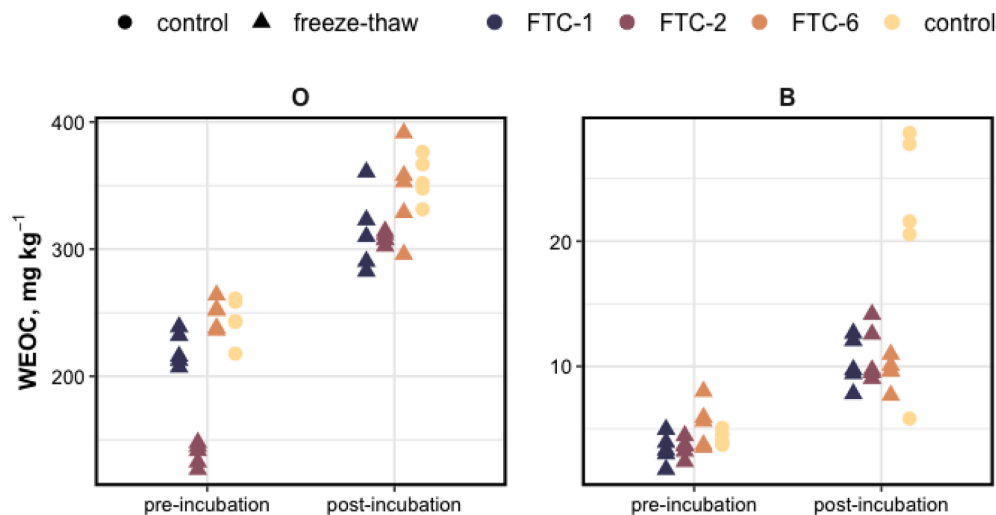 control freeze-thaw FTC-1 FTC-2 FTC-6 control
O B
WEOC, mg kg⁻¹
400
300
200
20
10
pre-incubation post-incubation pre-incubation post-incubation